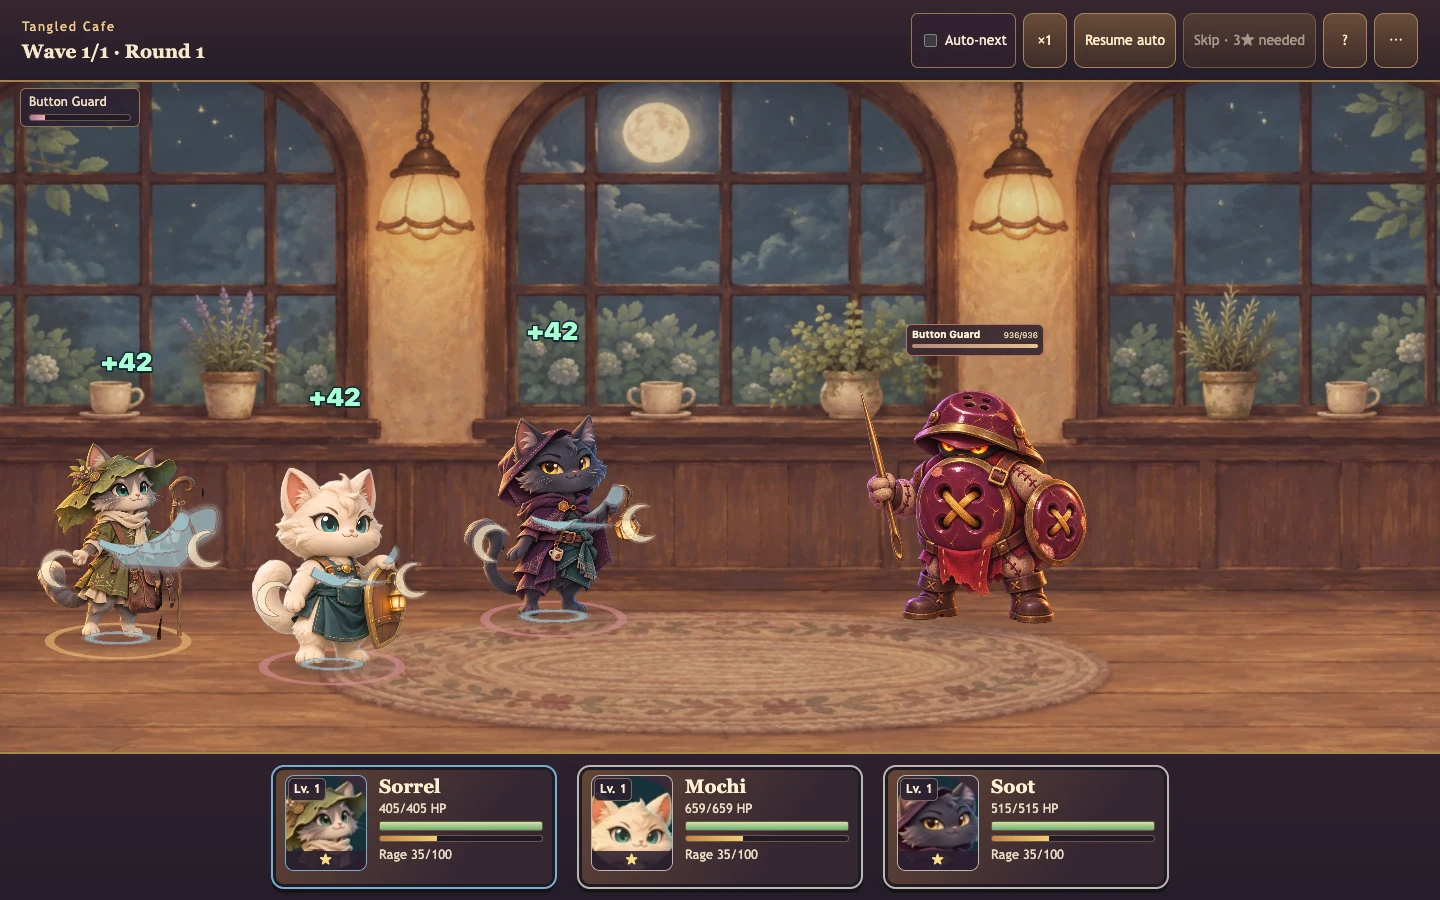 Tangled Cafe
Wave 1/1 · Round 1
Auto-next
×1
Resume auto
Skip · 3★ needed
?
...
Button Guard
+42
+42
+42
Button Guard 936/936
Lv. 1
Sorrel
405/405 HP
Rage 35/100
Lv. 1
Mochi
659/659 HP
Rage 35/100
Lv. 1
Soot
515/515 HP
Rage 35/100